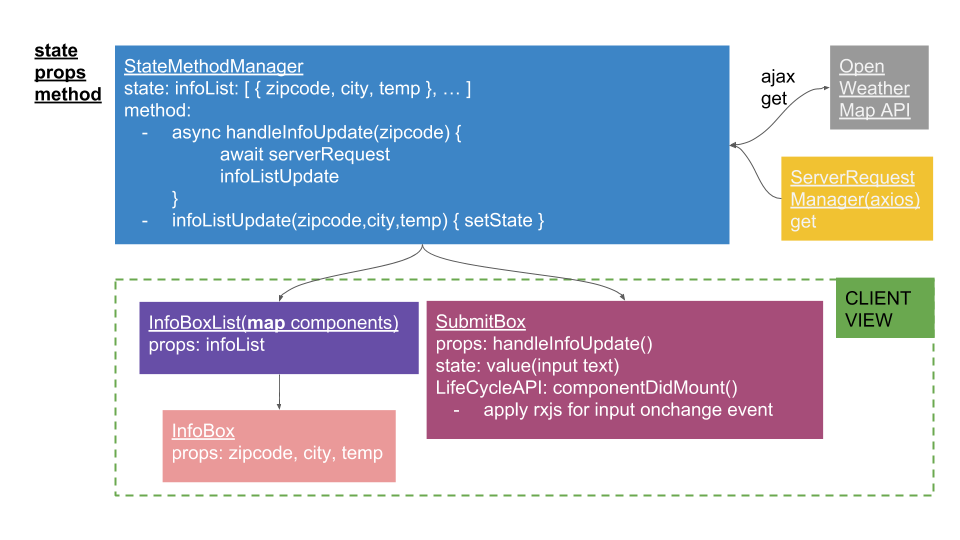 state
props
method
StateMethodManager
state: infoList: [ { zipcode, city, temp }, … ]
method:
- async handleInfoUpdate(zipcode) {
await serverRequest
infoListUpdate
}
- infoListUpdate(zipcode,city,temp) { setState }
ajax
get
Open
Weather
Map API
ServerRequest
Manager(axios)
get
CLIENT
VIEW
InfoBoxList(map components)
props: infoList
SubmitBox
props: handleInfoUpdate()
state: value(input text)
LifeCycleAPI: componentDidMount()
- apply rxjs for input onchange event
InfoBox
props: zipcode, city, temp